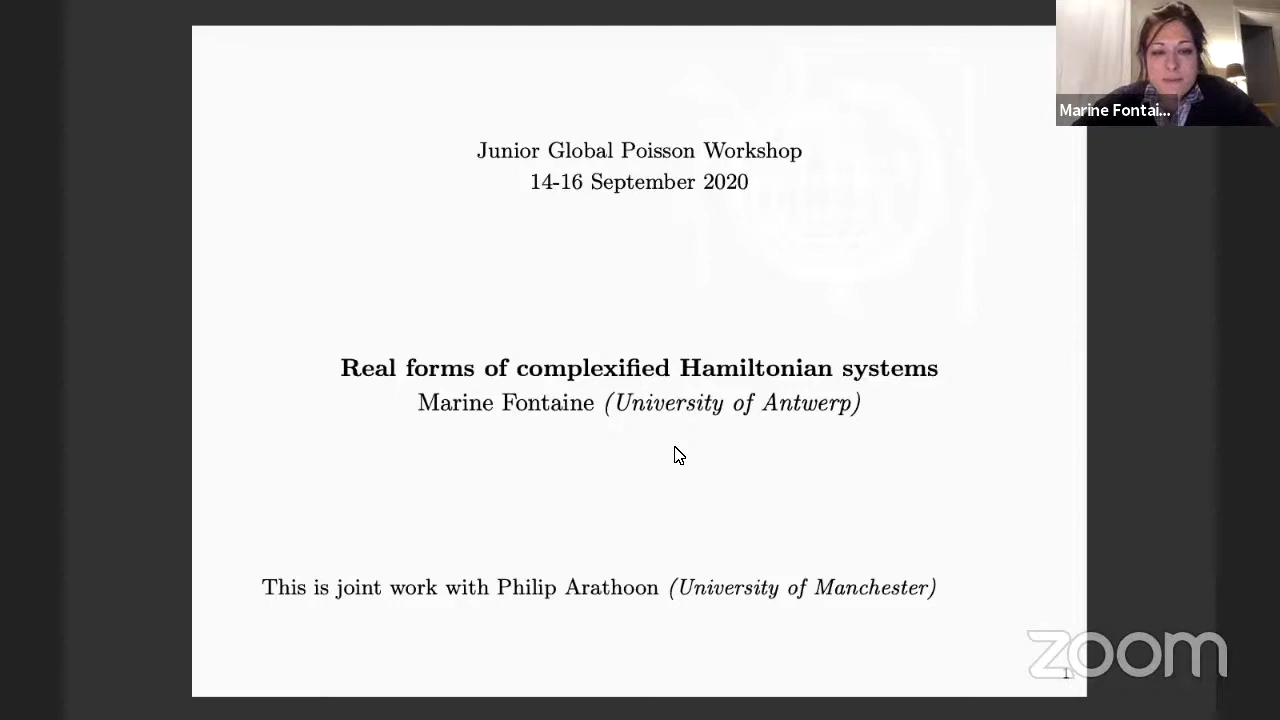 Junior Global Poisson Workshop
14-16 September 2020
Real forms of complexified Hamiltonian systems
Marine Fontaine (University of Antwerp)
This is joint work with Philip Arathoon (University of Manchester)
1
Marine Fontai...
zoom